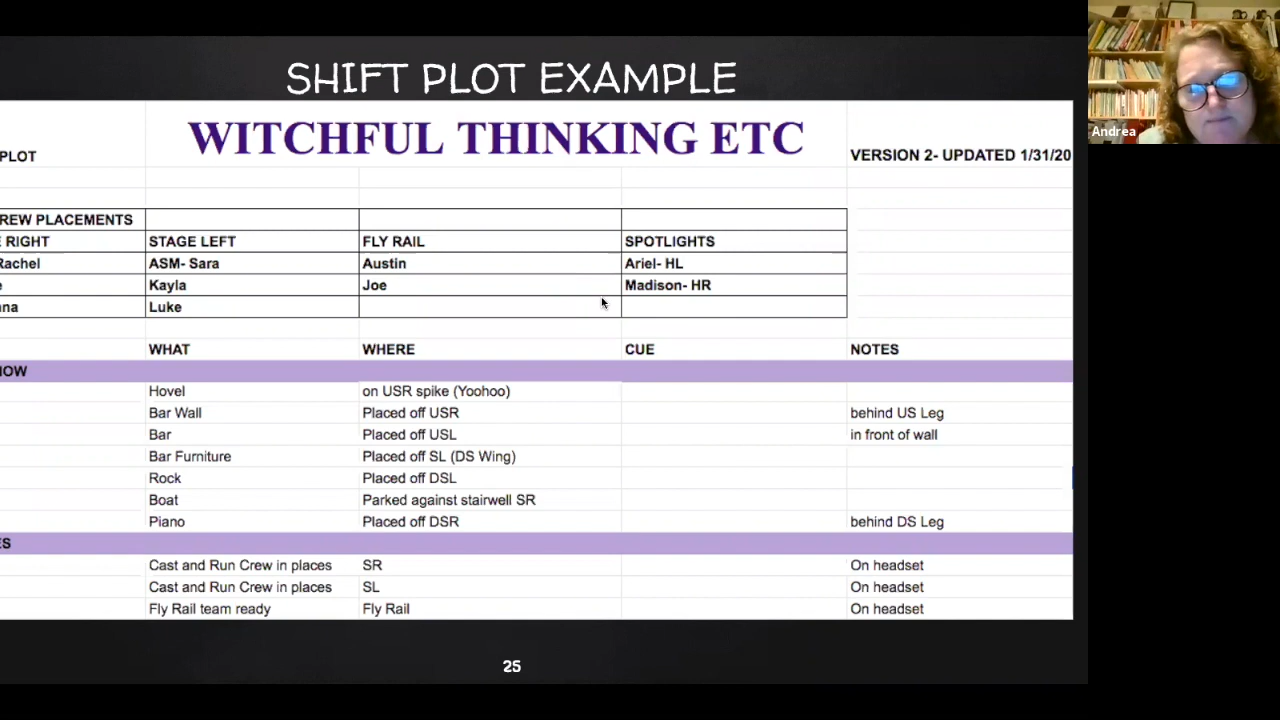 SHIFT PLOT EXAMPLE
PLOT WITCHFUL THINKING ETC VERSION 2- UPDATED 1/31/20
REW PLACEMENTS
RIGHT STAGE LEFT FLY RAIL SPOTLIGHTS
Rachel ASM- Sara Austin Ariel- HL
e Kayla Joe Madison- HR
na Luke
WHAT WHERE CUE NOTES
OW
Hovel on USR spike (Yoohoo)
Bar Wall Placed off USR behind US Leg
Bar Placed off USL in front of wall
Bar Furniture Placed off SL (DS Wing)
Rock Placed off DSL
Boat Parked against stairwell SR
Piano Placed off DSR behind DS Leg
ES
Cast and Run Crew in places SR On headset
Cast and Run Crew in places SL On headset
Fly Rail team ready Fly Rail On headset
25
Andrea